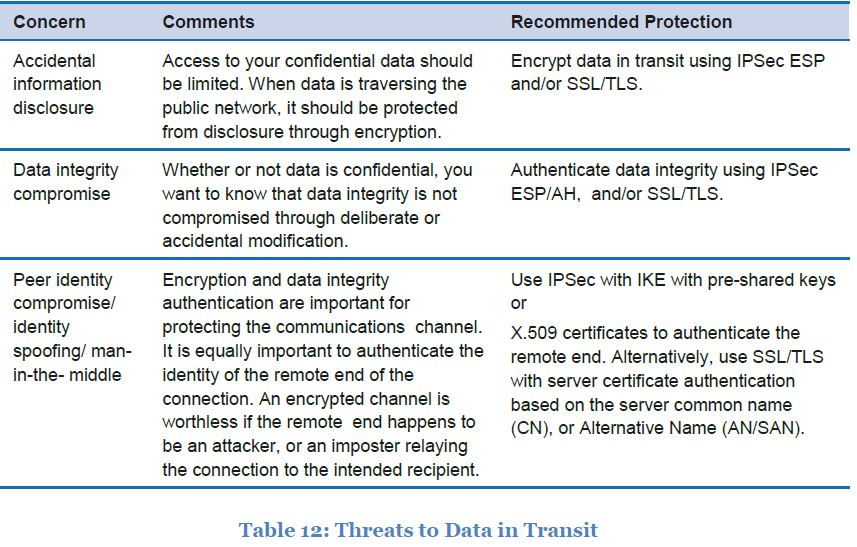 Concern Comments Recommended Protection
Accidental information disclosure
Access to your confidential data should
be limited. When data is traversing the
public network, it should be protected
from disclosure through encryption.
Encrypt data in transit using IPSec ESP
and/or SSL/TLS.
Data integrity
compromise
Whether or not data is confidential, you
want to know that data integrity is not
compromised through deliberate or
accidental modification.
Authenticate data integrity using IPSec
ESP/AH, and/or SSL/TLS.
Peer identity
compromise/
identity
spoofing/ man-
in-the- middle
Encryption and data integrity
authentication are important for
protecting the communications channel.
It is equally important to authenticate the
identity of the remote end of the
connection. An encrypted channel is
worthless if the remote end happens to
be an attacker, or an imposter relaying
the connection to the intended recipient.
Use IPSec with IKE with pre-shared keys
or
X.509 certificates to authenticate the
remote end. Alternatively, use SSL/TLS
with server certificate authentication
based on the server common name
(CN), or Alternative Name (AN/SAN).
Table 12: Threats to Data in Transit